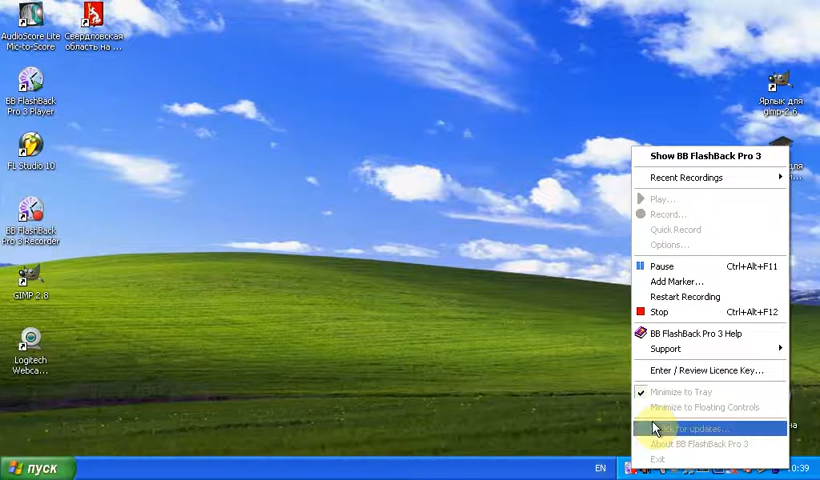 AudioScore Lite
Mic-to-Score
Свердловская
область на ...
BB FlashBack
Pro 3 Player
FL Studio 10
BB FlashBack
Pro 3 Recorder
GIMP 2.8
Logitech
Webca...
Ярлык для
gimp-2.6
Show BB FlashBack Pro 3
Recent Recordings
Play...
Record...
Quick Record
Options...
Pause Ctrl+Alt+F11
Add Marker...
Restart Recording
Stop Ctrl+Alt+F12
BB FlashBack Pro 3 Help
Support
Enter / Review Licence Key...
Minimize to Tray
Minimize to Floating Controls
for updates...
About BB FlashBack Pro 3
Exit
пуск
EN
10:39